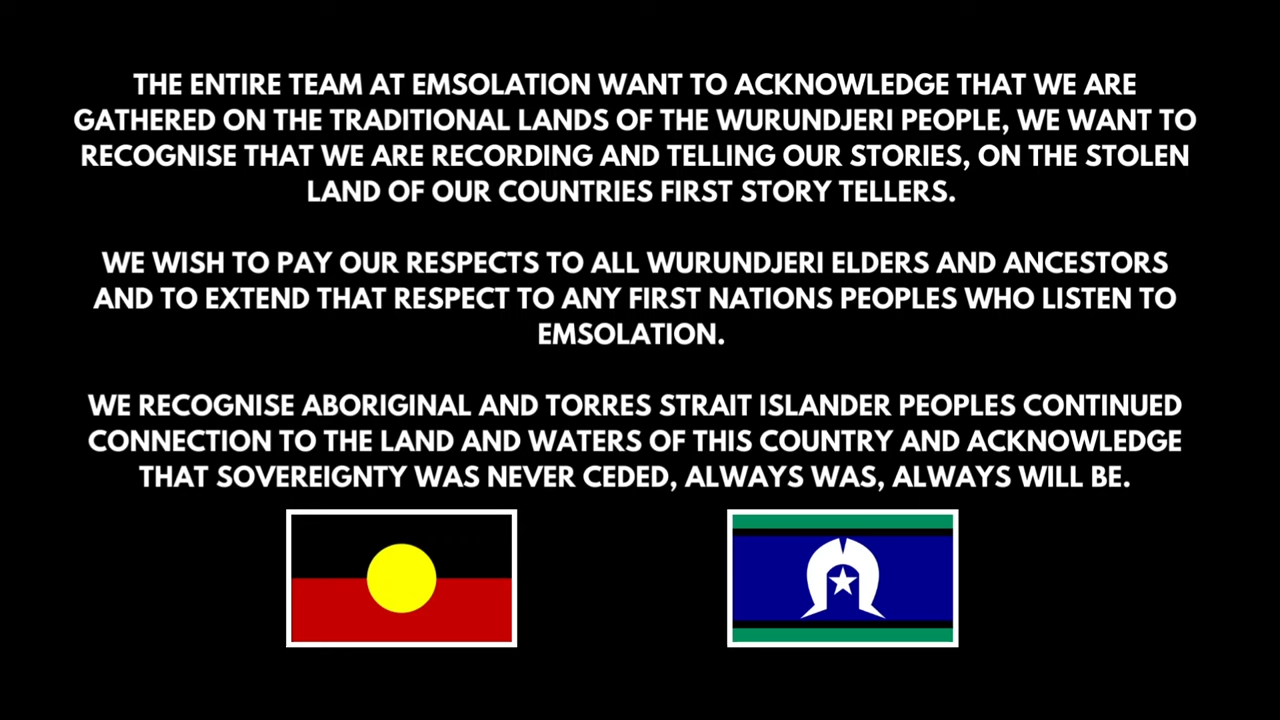 THE ENTIRE TEAM AT EMSOLATION WANT TO ACKNOWLEDGE THAT WE ARE
GATHERED ON THE TRADITIONAL LANDS OF THE WURUNDJERI PEOPLE, WE WANT TO
RECOGNISE THAT WE ARE RECORDING AND TELLING OUR STORIES, ON THE STOLEN
LAND OF OUR COUNTRIES FIRST STORY TELLERS.
WE WISH TO PAY OUR RESPECTS TO ALL WURUNDJERI ELDERS AND ANCESTORS
AND TO EXTEND THAT RESPECT TO ANY FIRST NATIONS PEOPLES WHO LISTEN TO
EMSOLATION.
WE RECOGNISE ABORIGINAL AND TORRES STRAIT ISLANDER PEOPLES CONTINUED
CONNECTION TO THE LAND AND WATERS OF THIS COUNTRY AND ACKNOWLEDGE
THAT SOVEREIGNTY WAS NEVER CEDED, ALWAYS WAS, ALWAYS WILL BE.